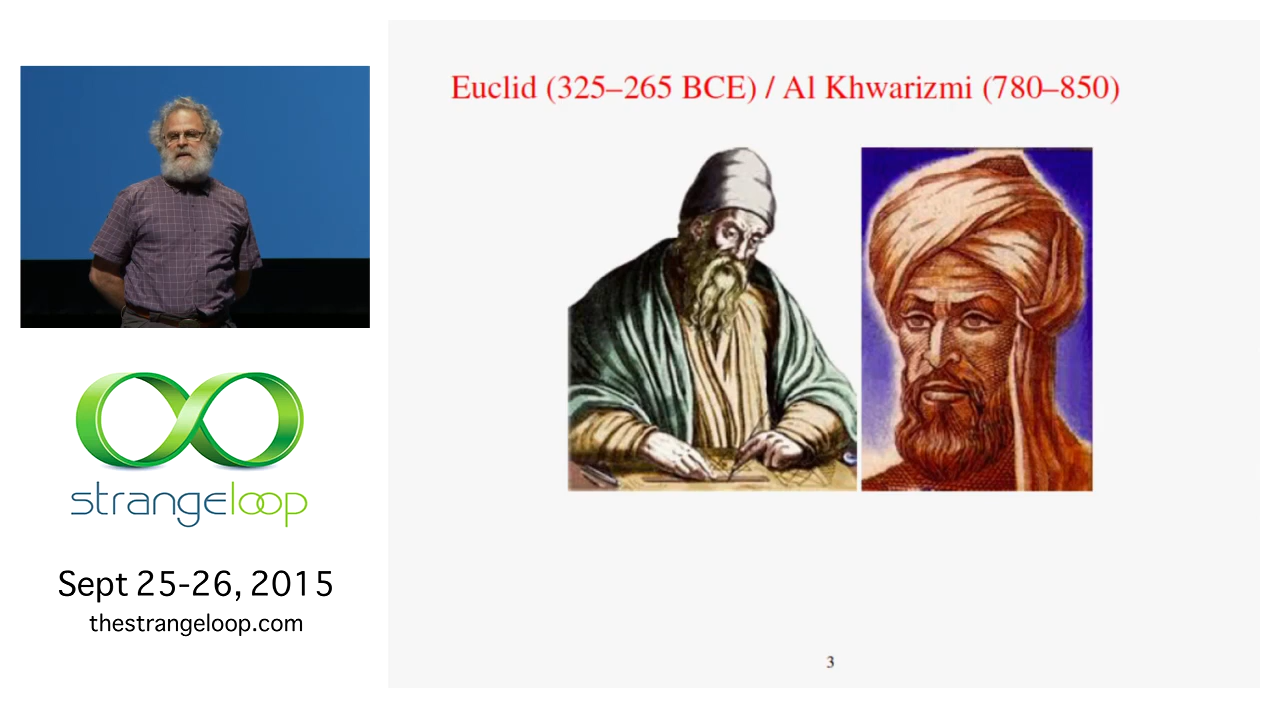 Euclid (325–265 BCE) / Al Khwarizmi (780–850)
strangeloop
Sept 25-26, 2015
thestrangeloop.com
3